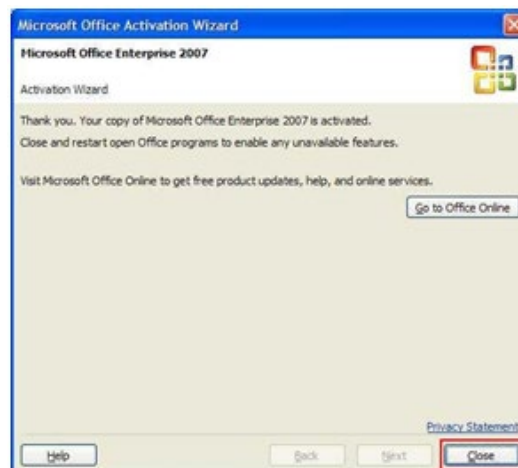 Microsoft Office Activation Wizard
Microsoft Office Enterprise 2007
Activation Wizard
Thank you. Your copy of Microsoft Office Enterprise 2007 is activated.
Close and restart open Office programs to enable any unavailable features.
Visit Microsoft Office Online to get free product updates, help, and online services.
Go to Office Online
Privacy Statement
Help Back Next Close